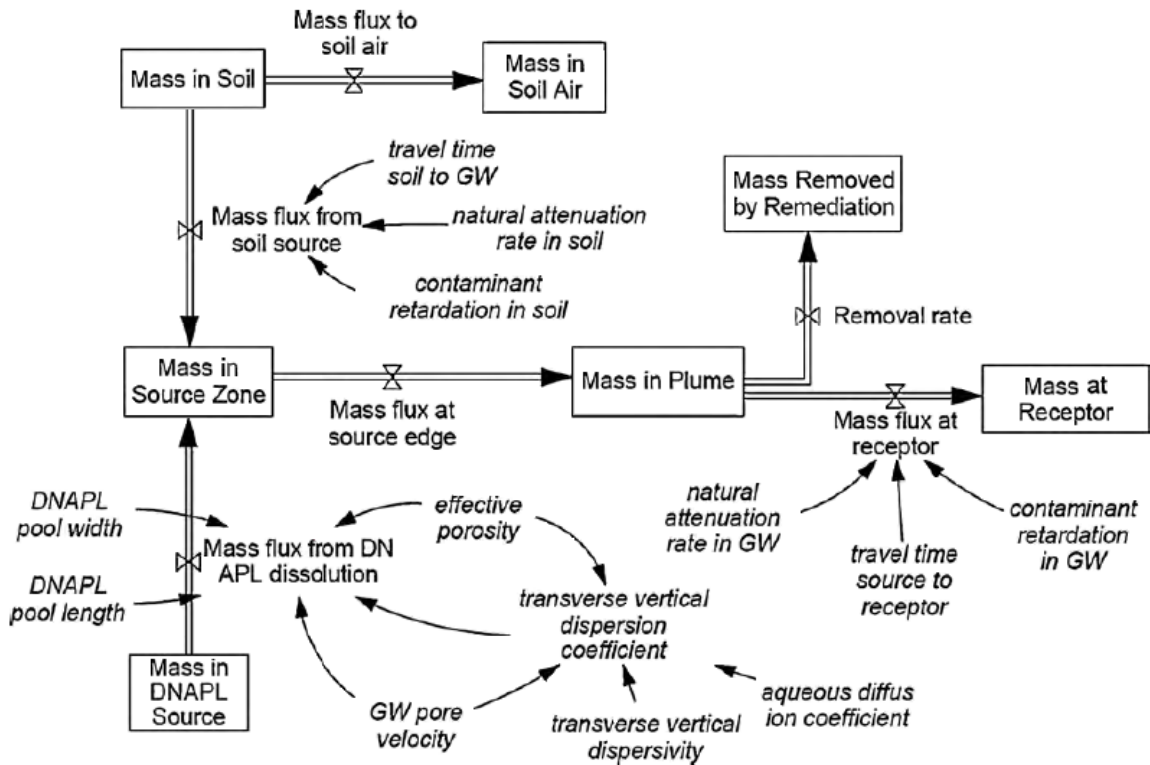 Mass flux to
soil air
Mass in Soil
Mass in
Soil Air
travel time
soil to GW
Mass flux from
soil source
natural attenuation
rate in soil
contaminant
retardation in soil
Mass Removed
by Remediation
Removal rate
Mass in
Source Zone
Mass flux at
source edge
Mass in Plume
Mass at
Receptor
Mass flux at
receptor
natural
attenuation
rate in GW
travel time
source to
receptor
contaminant
retardation
in GW
DNAPL
pool width
DNAPL
pool length
effective
porosity
Mass flux from DN
APL dissolution
transverse vertical
dispersion
coefficient
Mass in
DNAPL
Source
GW pore
velocity
transverse vertical
dispersivity
aqueous diffus
ion coefficient